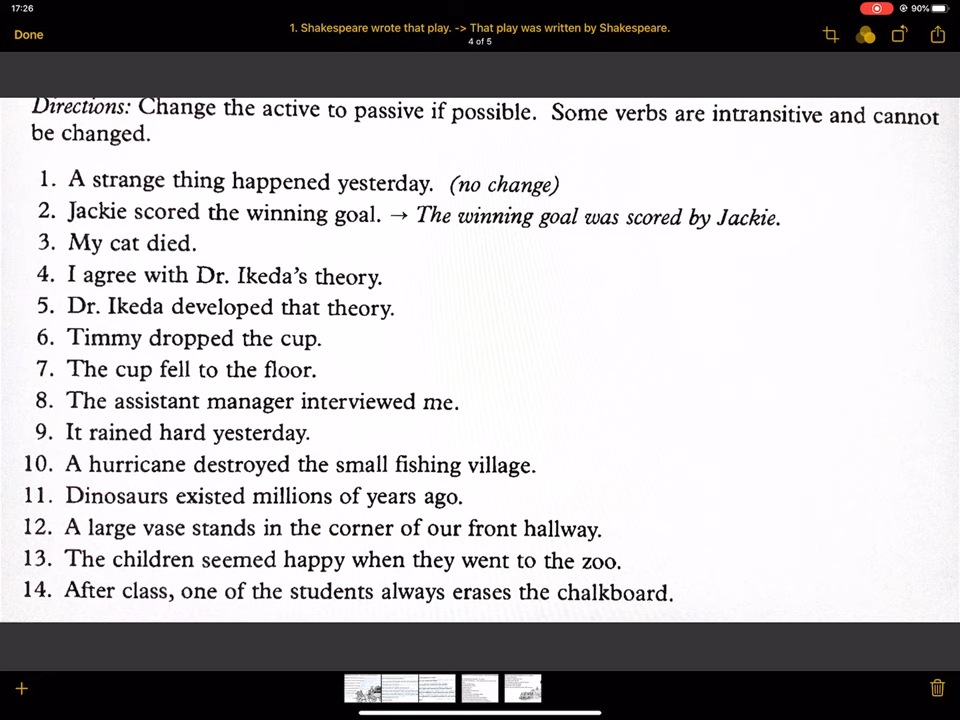 17:26
90%
Done
1. Shakespeare wrote that play. -> That play was written by Shakespeare.
4 of 5
Directions: Change the active to passive if possible. Some verbs are intransitive and cannot
be changed.
1. A strange thing happened yesterday. (no change)
2. Jackie scored the winning goal. → The winning goal was scored by Jackie.
3. My cat died.
4. I agree with Dr. Ikeda's theory.
5. Dr. Ikeda developed that theory.
6. Timmy dropped the cup.
7. The cup fell to the floor.
8. The assistant manager interviewed me.
9. It rained hard yesterday.
10. A hurricane destroyed the small fishing village.
11. Dinosaurs existed millions of years ago.
12. A large vase stands in the corner of our front hallway.
13. The children seemed happy when they went to the zoo.
14. After class, one of the students always erases the chalkboard.